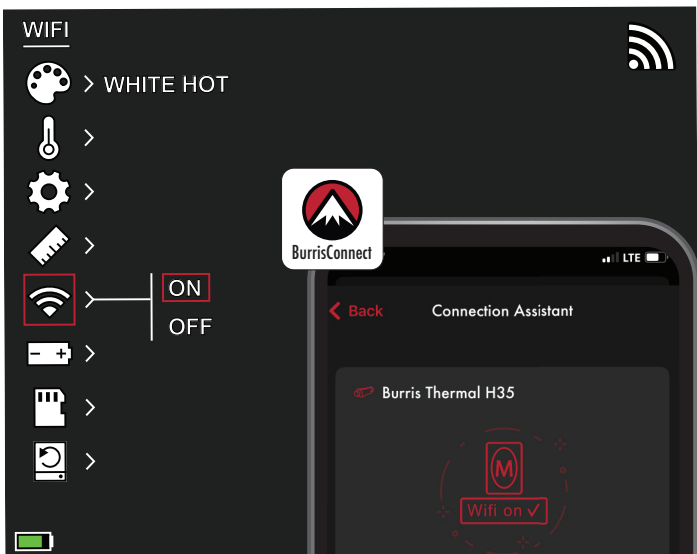 WIFI
WHITE HOT
ON
OFF
BurrisConnect
LTE
Back
Connection Assistant
Burris Thermal H35
M
Wifi on ✓